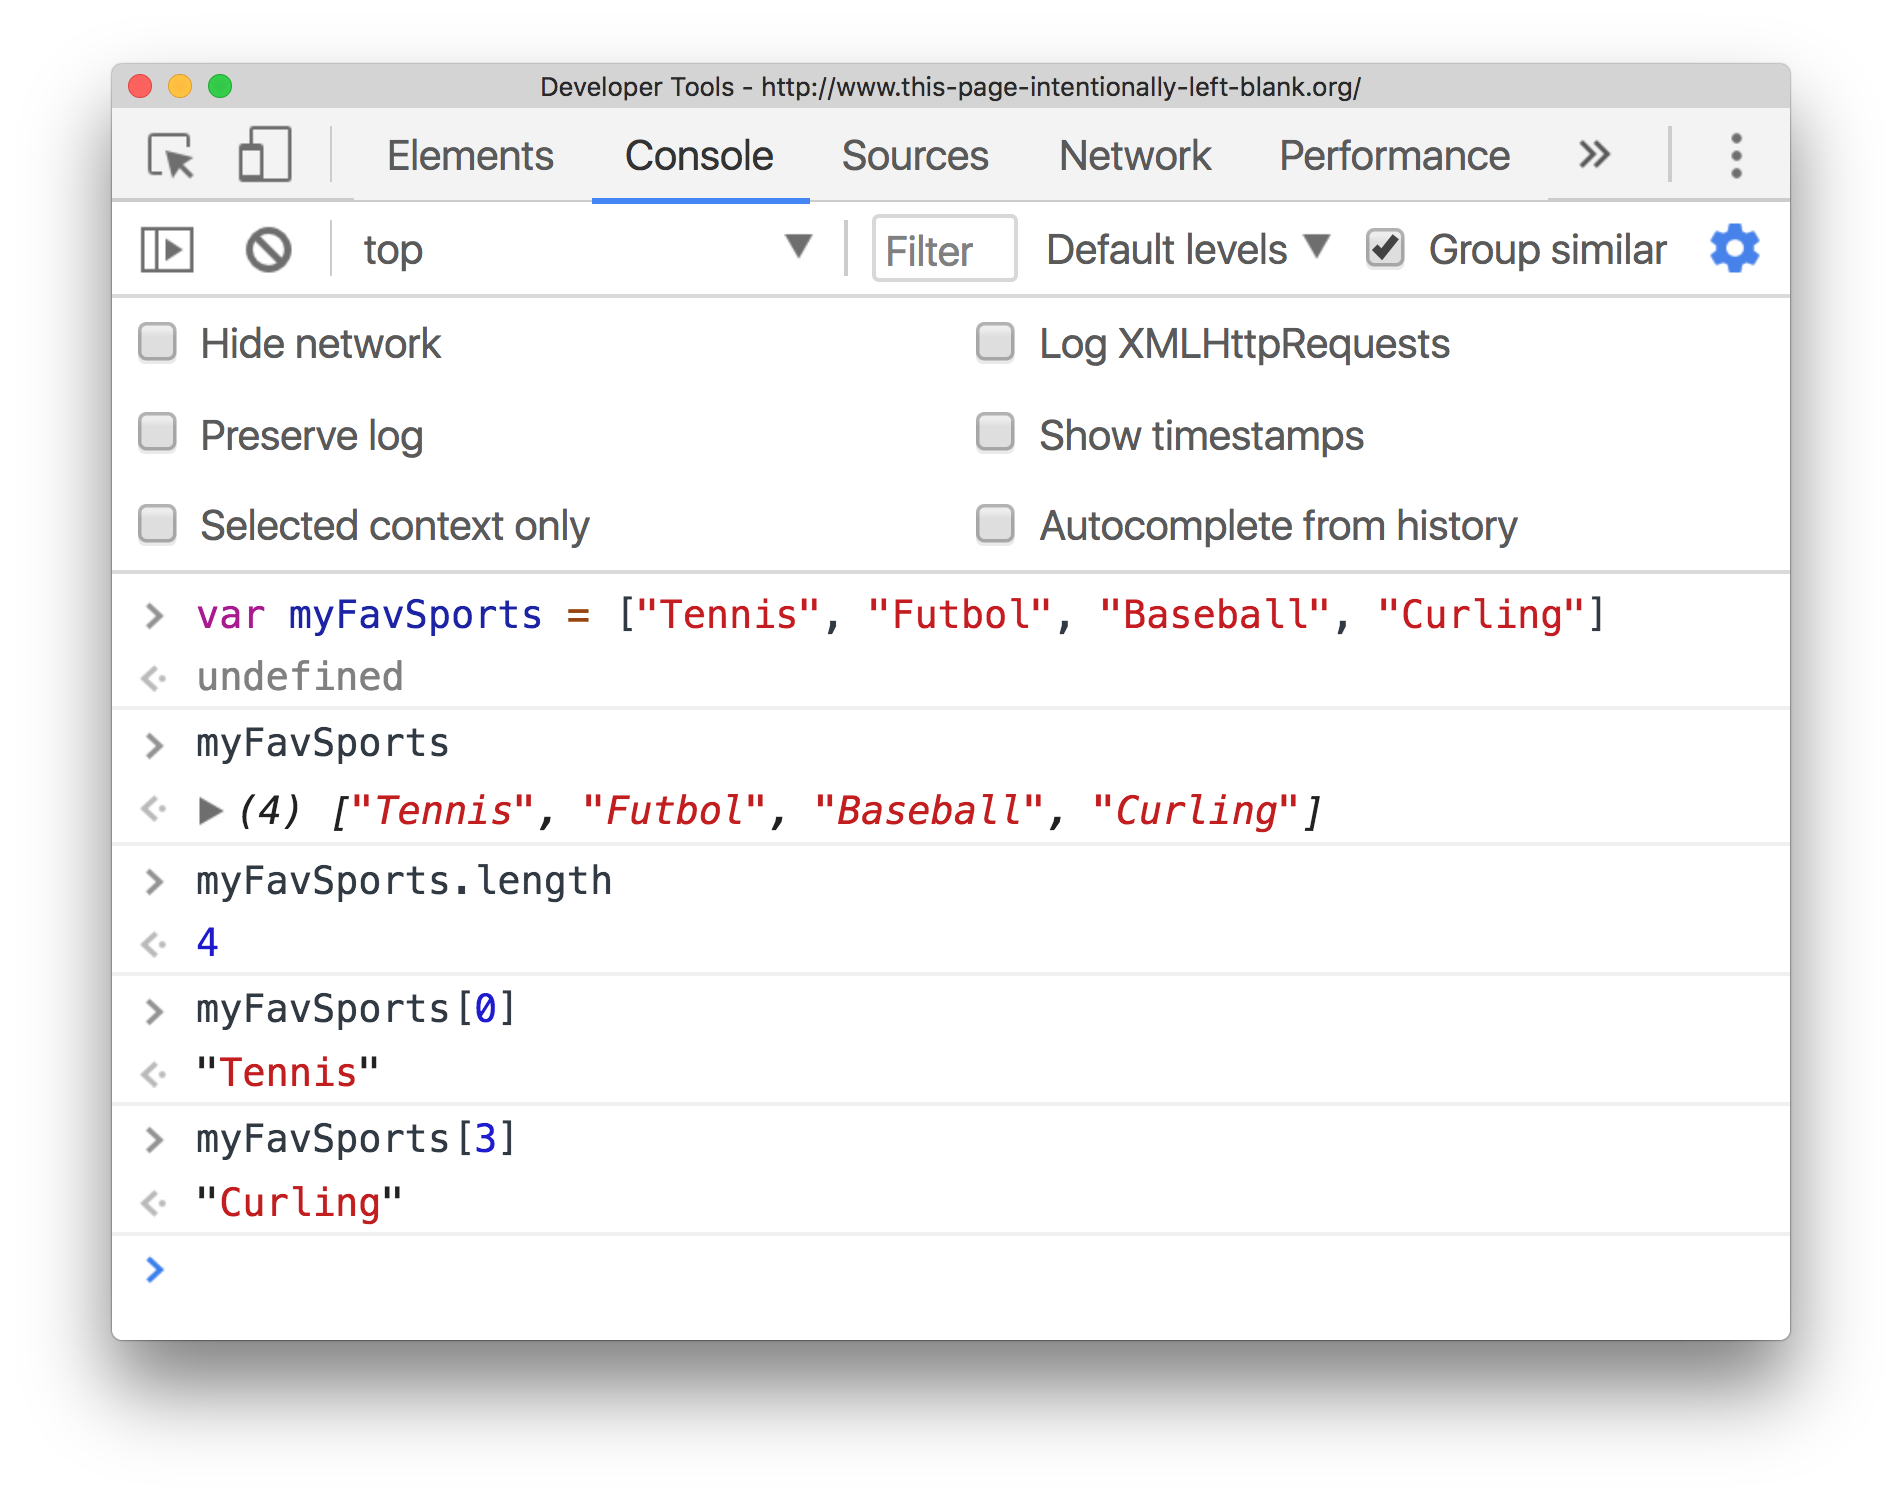 Developer Tools - http://www.this-page-intentionally-left-blank.org/
Elements Console Sources Network Performance
top Filter Default levels Group similar
Hide network Log XMLHttpRequests
Preserve log Show timestamps
Selected context only Autocomplete from history
var myFavSports = ["Tennis", "Futbol", "Baseball", "Curling"]
undefined
myFavSports
(4) ["Tennis", "Futbol", "Baseball", "Curling"]
myFavSports.length
4
myFavSports[0]
"Tennis"
myFavSports[3]
"Curling"